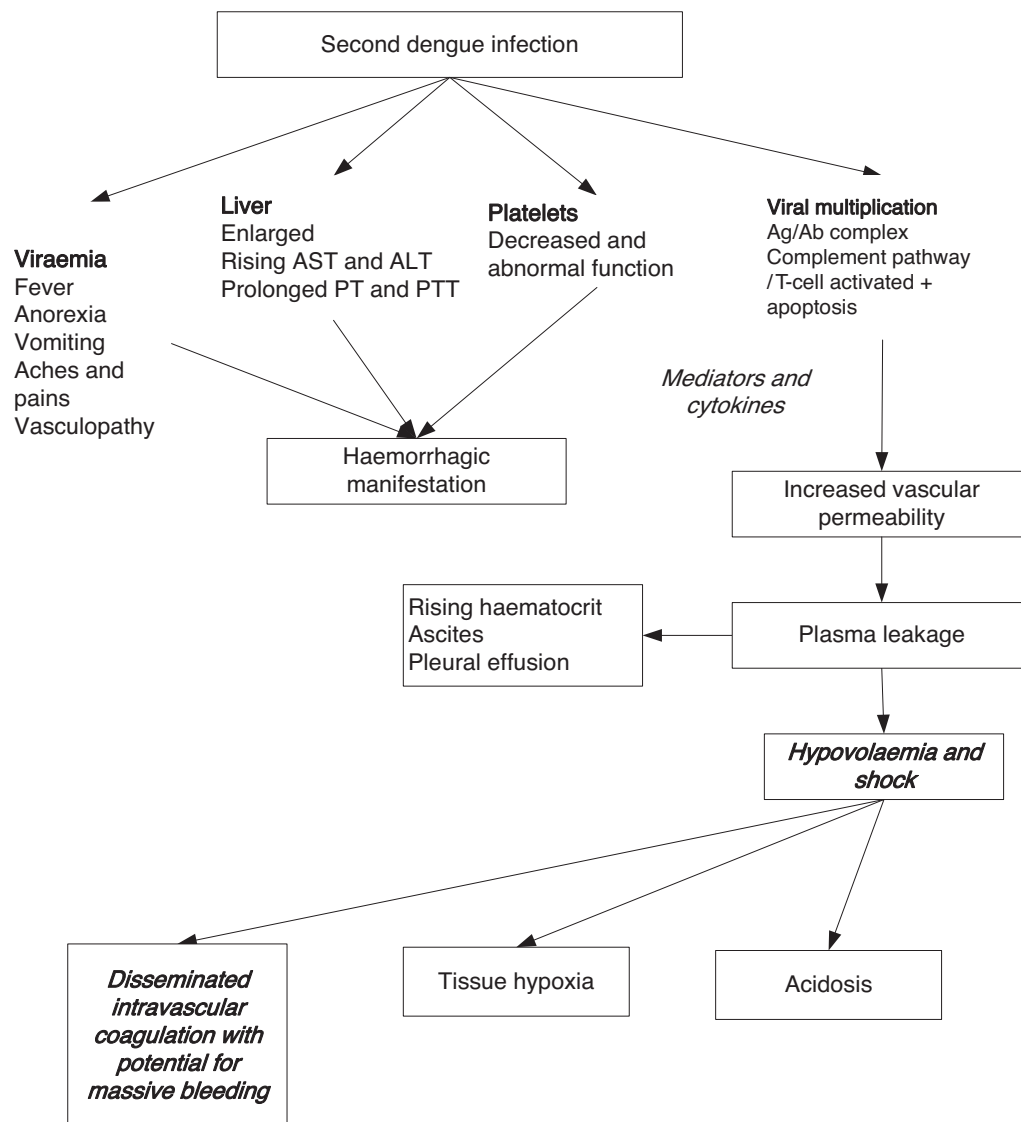 Second dengue infection
Viraemia
Fever
Anorexia
Vomiting
Aches and
pains
Vasculopathy
Liver
Enlarged
Rising AST and ALT
Prolonged PT and PTT
Platelets
Decreased and
abnormal function
Viral multiplication
Ag/Ab complex
Complement pathway
/T-cell activated +
apoptosis
Mediators and
cytokines
Haemorrhagic
manifestation
Increased vascular
permeability
Rising haematocrit
Ascites
Pleural effusion
Plasma leakage
Hypovolaemia and
shock
Disseminated
intravascular
coagulation with
potential for
massive bleeding
Tissue hypoxia
Acidosis